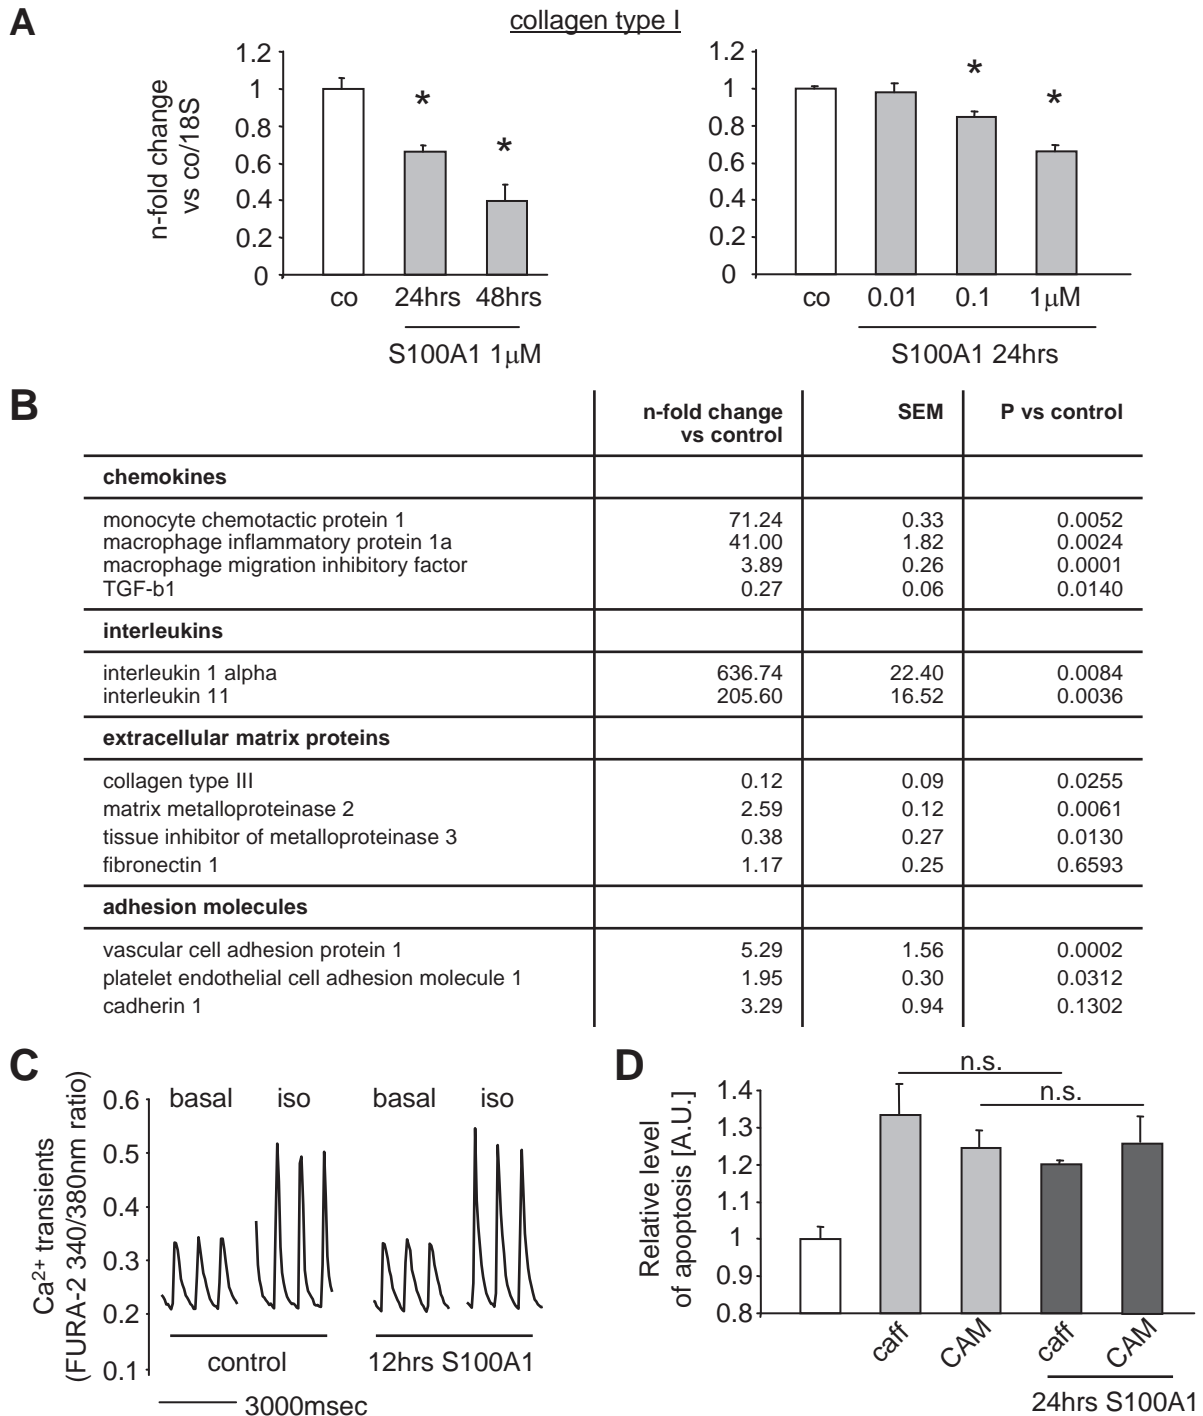 A
collagen type I
n-fold change
vs co/18S
1.2
1
0.8
0.6
0.4
0.2
0
*
*
co 24hrs 48hrs
S100A1 1μM
1.2
1
0.8
0.6
0.4
0.2
0
*
*
co 0.01 0.1 1μM
S100A1 24hrs
B
n-fold change SEM P vs control
vs control
chemokines
monocyte chemotactic protein 1 71.24 0.33 0.0052
macrophage inflammatory protein 1a 41.00 1.82 0.0024
macrophage migration inhibitory factor 3.89 0.26 0.0001
TGF-b1 0.27 0.06 0.0140
interleukins
interleukin 1 alpha 636.74 22.40 0.0084
interleukin 11 205.60 16.52 0.0036
extracellular matrix proteins
collagen type III 0.12 0.09 0.0255
matrix metalloproteinase 2 2.59 0.12 0.0061
tissue inhibitor of metalloproteinase 3 0.38 0.27 0.0130
fibronectin 1 1.17 0.25 0.6593
adhesion molecules
vascular cell adhesion protein 1 5.29 1.56 0.0002
platelet endothelial cell adhesion molecule 1 1.95 0.30 0.0312
cadherin 1 3.29 0.94 0.1302
C
Ca2+ transients
(FURA-2 340/380nm ratio)
0.6
0.5
0.4
0.3
0.2
0.1
basal iso basal iso
control 12hrs S100A1
3000msec
D
Relative level
of apoptosis [A.U.]
1.4
1.3
1.2
1.1
1
0.9
0.8
n.s.
n.s.
caff CAM caff CAM
24hrs S100A1